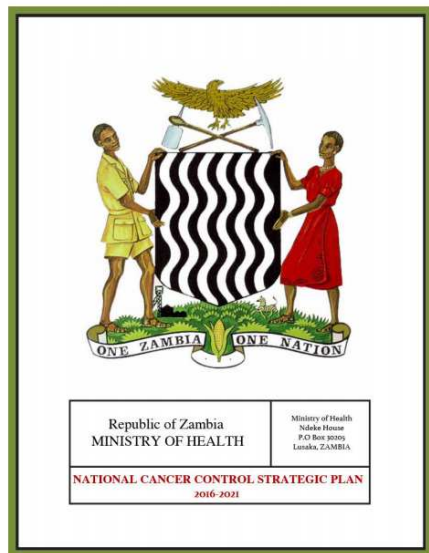 ONE ZAMBIA ONE NATION
Republic of Zambia
MINISTRY OF HEALTH
Ministry of Health
Ndeke House
P.O Box 30205
Lusaka, ZAMBIA
NATIONAL CANCER CONTROL STRATEGIC PLAN
2016-2021